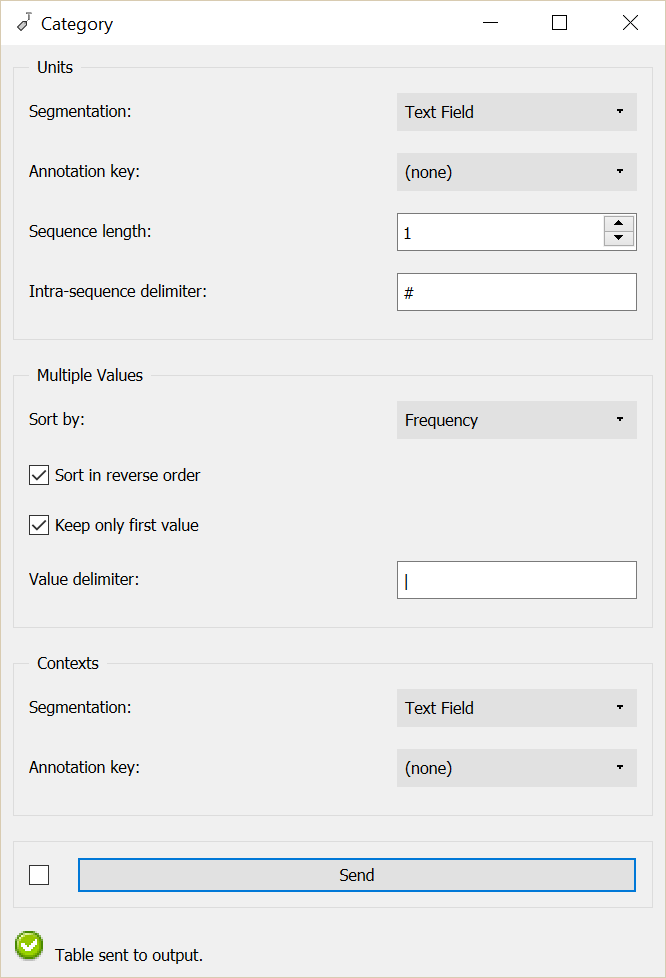 Category
Units
Segmentation: Text Field
Annotation key: (none)
Sequence length: 1
Intra-sequence delimiter: #
Multiple Values
Sort by: Frequency
Sort in reverse order
Keep only first value
Value delimiter: |
Contexts
Segmentation: Text Field
Annotation key: (none)
Send
Table sent to output.